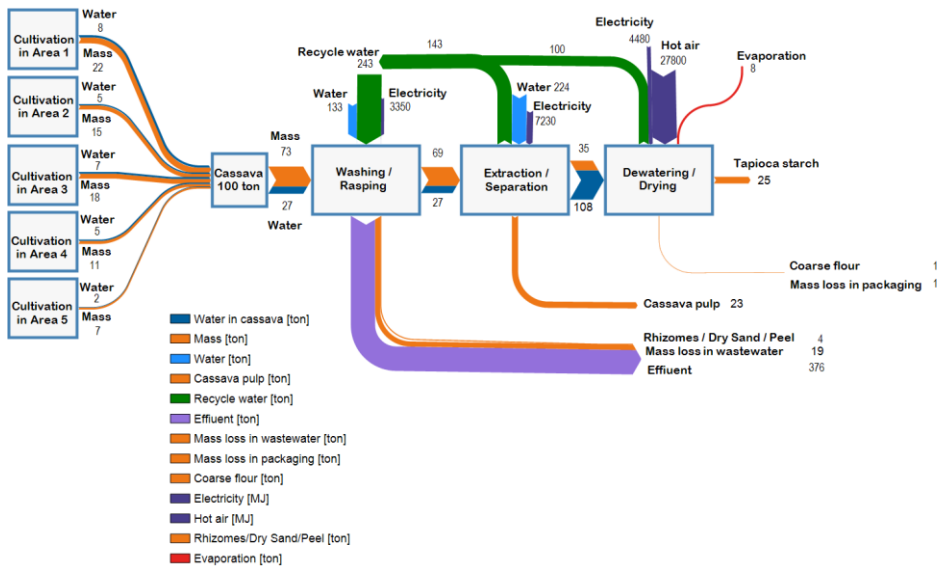 Water
8
Cultivation
in Area 1
Mass
22
Water
5
Cultivation
in Area 2
Mass
15
Water
7
Cultivation
in Area 3
Mass
18
Water
5
Cultivation
in Area 4
Mass
11
Water
2
Cultivation
in Area 5
Mass
7
Cassava
100 ton
Mass
73
27
Water
Recycle water
243
143
100
Water
133
Electricity
3350
Washing /
Rasping
69
27
Water 224
Electricity
7230
Extraction /
Separation
35
108
Electricity
4480
Hot air
27800
Evaporation
8
Dewatering /
Drying
Tapioca starch
25
Coarse flour 1
Mass loss in packaging 1
Cassava pulp 23
Rhizomes / Dry Sand / Peel 4
Mass loss in wastewater 19
Effiuent 376
Water in cassava [ton]
Mass [ton]
Water [ton]
Cassava pulp [ton]
Recycle water [ton]
Effiuent [ton]
Mass loss in wastewater [ton]
Mass loss in packaging [ton]
Coarse flour [ton]
Electricity [MJ]
Hot air [MJ]
Rhizomes/Dry Sand/Peel [ton]
Evaporation [ton]